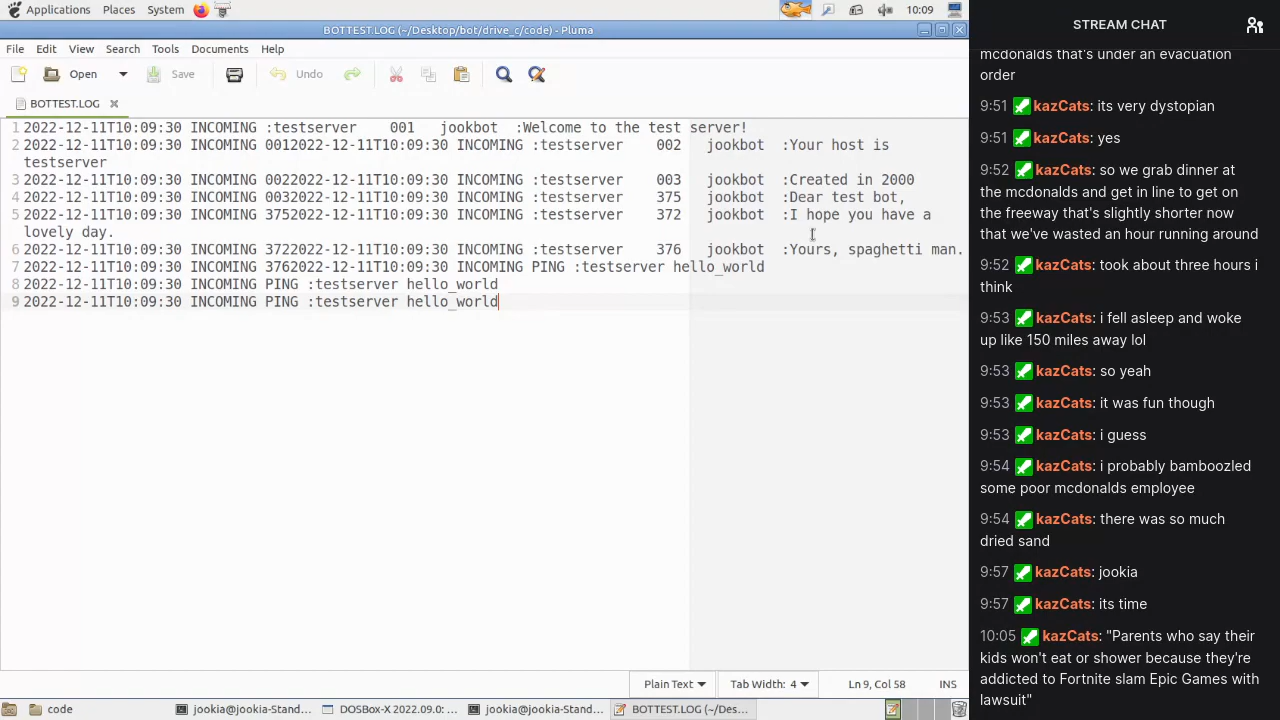 Applications Places System 10:09
BOTTEST.LOG (~/Desktop/bot/drive_c/code) - Pluma
File Edit View Search Tools Documents Help
Open Save Undo
BOTTEST.LOG
1 2022-12-11T10:09:30 INCOMING :testserver 001 jookbot :Welcome to the test server!
2 2022-12-11T10:09:30 INCOMING 0012022-12-11T10:09:30 INCOMING :testserver 002 jookbot :Your host is
testserver
3 2022-12-11T10:09:30 INCOMING 0022022-12-11T10:09:30 INCOMING :testserver 003 jookbot :Created in 2000
4 2022-12-11T10:09:30 INCOMING 0032022-12-11T10:09:30 INCOMING :testserver 375 jookbot :Dear test bot,
5 2022-12-11T10:09:30 INCOMING 3752022-12-11T10:09:30 INCOMING :testserver 372 jookbot :I hope you have a
lovely day.
6 2022-12-11T10:09:30 INCOMING 3722022-12-11T10:09:30 INCOMING :testserver 376 jookbot :Yours, spaghetti man.
7 2022-12-11T10:09:30 INCOMING 3762022-12-11T10:09:30 INCOMING PING :testserver hello_world
8 2022-12-11T10:09:30 INCOMING PING :testserver hello_world
9 2022-12-11T10:09:30 INCOMING PING :testserver hello_world
Plain Text Tab Width: 4 Ln 9, Col 58 INS
code jookia@jookia-Stand... DOSBox-X 2022.09.0: ... jookia@jookia-Stand... BOTTEST.LOG (~/Des...
STREAM CHAT
mcdonalds that's under an evacuation
order
9:51 kazCats: its very dystopian
9:51 kazCats: yes
9:52 kazCats: so we grab dinner at
the mcdonalds and get in line to get on
the freeway that's slightly shorter now
that we've wasted an hour running around
9:52 kazCats: took about three hours i
think
9:53 kazCats: i fell asleep and woke
up like 150 miles away lol
9:53 kazCats: so yeah
9:53 kazCats: it was fun though
9:53 kazCats: i guess
9:54 kazCats: i probably bamboozled
some poor mcdonalds employee
9:54 kazCats: there was so much
dried sand
9:57 kazCats: jookia
9:57 kazCats: its time
10:05 kazCats: "Parents who say their
kids won't eat or shower because they're
addicted to Fortnite slam Epic Games with
lawsuit"